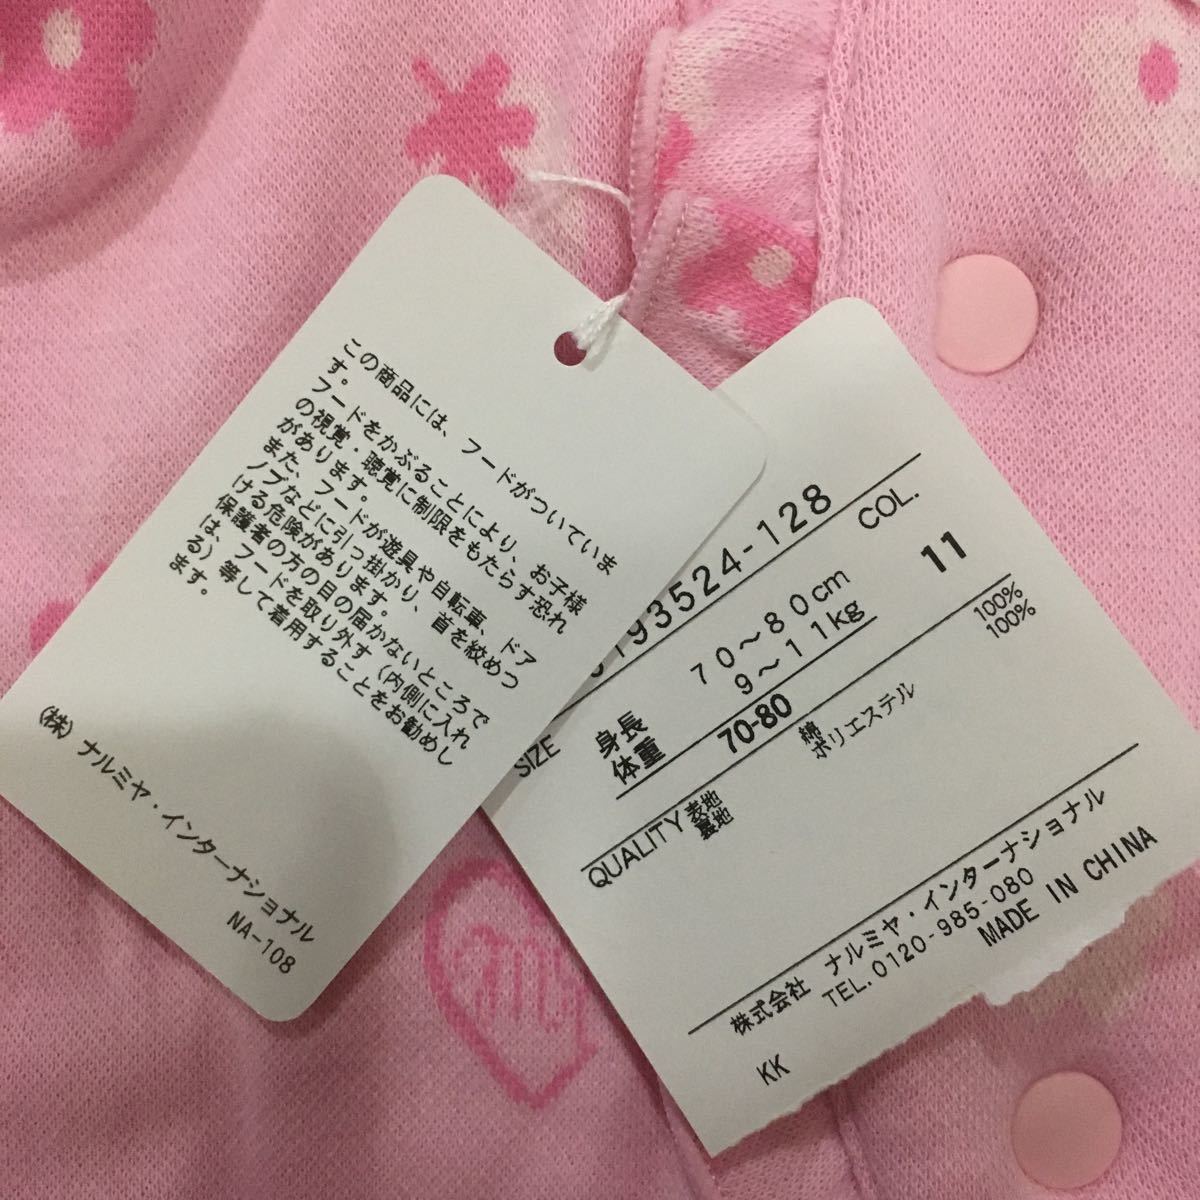 この商品には、フードがついていま
す。
フードをかぶることにより、お子様
の視覚・聴覚に制限をもたらす恐れ
があります。
また、フードが遊具や自転車、ドア
ノブなどに引っ掛かり、首を絞めつ
ける危険があります。
保護者の方の目の届かないところで
は、フードを取り外す(内側に入れ
る)等して着用することをお勧めし
ます。
(株)ナルミヤ・インターナショナル
NA-108
193524-128
COL.
11
SIZE
身長 70~80cm
体重 9~11kg
70-80
QUALITY 表地 綿 100%
裏地 ポリエステル 100%
株式会社 ナルミヤ・インターナショナル
TEL.0120-985-080
MADE IN CHINA
KK